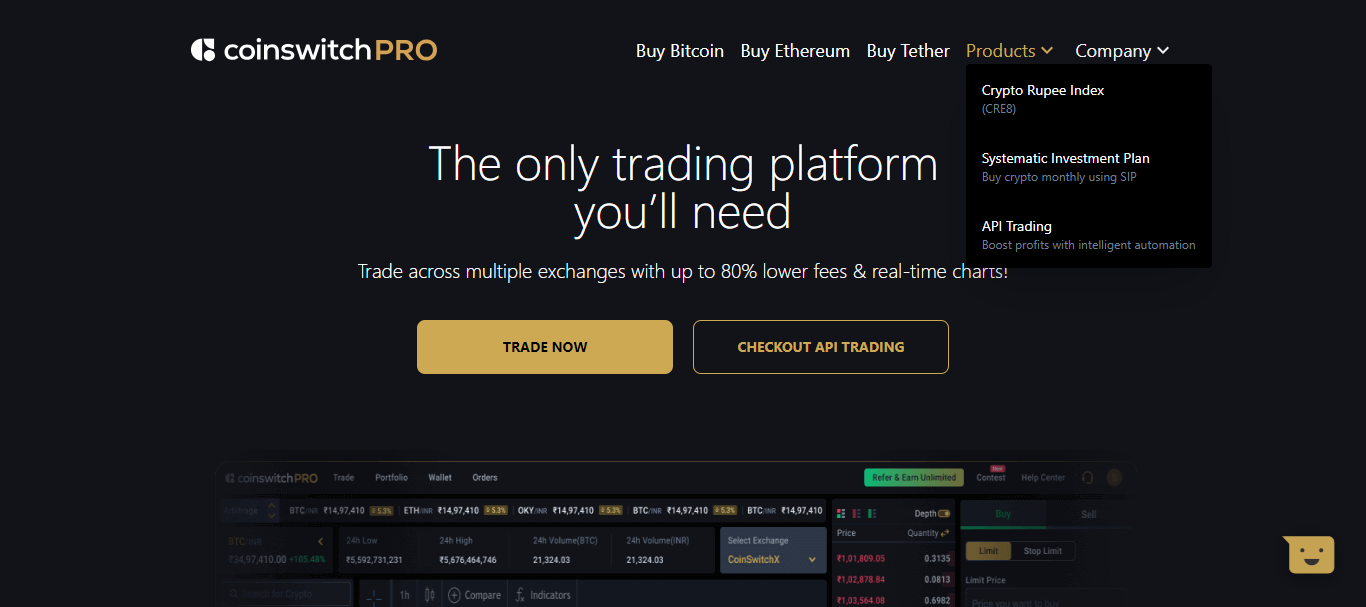 coinswitch PRO
Buy Bitcoin Buy Ethereum Buy Tether Products Company
Crypto Rupee Index
(CRE8)
Systematic Investment Plan
Buy crypto monthly using SIP
API Trading
Boost profits with intelligent automation
The only trading platform
you'll need
Trade across multiple exchanges with up to 80% lower fees & real-time charts!
TRADE NOW
CHECKOUT API TRADING
coinswitchPRO Trade Portfolio Wallet Orders Refer & Earn Unlimited New Contest Help Center
Arbitrage BTC/INR ₹14,97,410 5.3% ETH/INR ₹14,97,410 5.3% OKY/INR ₹14,97,410 5.3% BTC/INR ₹14,97,410 5.3% BTC/INR ₹14,97,410
Depth Buy Sell
BTC/INR
₹34,97,410.00 +105.48%
24h Low
₹5,592,731,231
24h High
₹5,676,464,746
24h Volume(BTC)
21,324.03
24h Volume(INR)
21,324.03
Select Exchange
CoinSwitchX
Price Quantity
₹1,01,809.05 0.3135
₹1,02,878.84 0.0813
₹1,03,564.08 0.6982
Limit Stop Limit
Limit Price
Price you want to buy
Search for Crypto
1h Compare Indicators